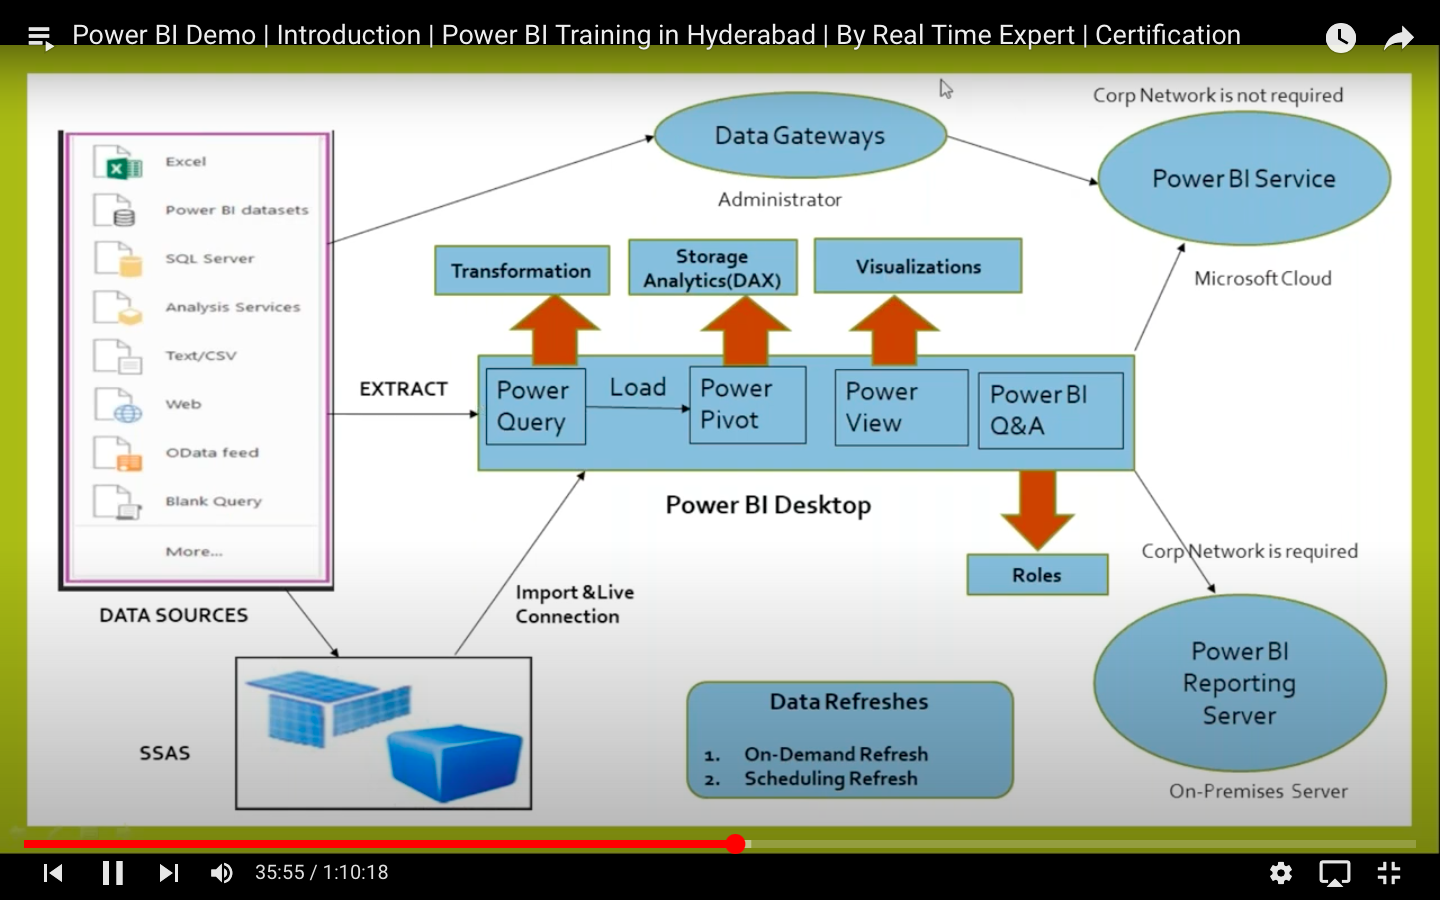 Power BI Demo | Introduction | Power BI Training in Hyderabad | By Real Time Expert | Certification
Corp Network is not required
Data Gateways
Power BI Service
Administrator
Microsoft Cloud
Excel
Power BI datasets
SQL Server
Analysis Services
Text/CSV
Web
OData feed
Blank Query
More...
DATA SOURCES
Transformation
Storage
Analytics(DAX)
Visualizations
EXTRACT
Power
Query
Load
Power
Pivot
Power
View
Power BI
Q&A
Power BI Desktop
Roles
Corp Network is required
Import &Live
Connection
SSAS
Data Refreshes
1. On-Demand Refresh
2. Scheduling Refresh
Power BI
Reporting
Server
On-Premises Server
35:55 / 1:10:18